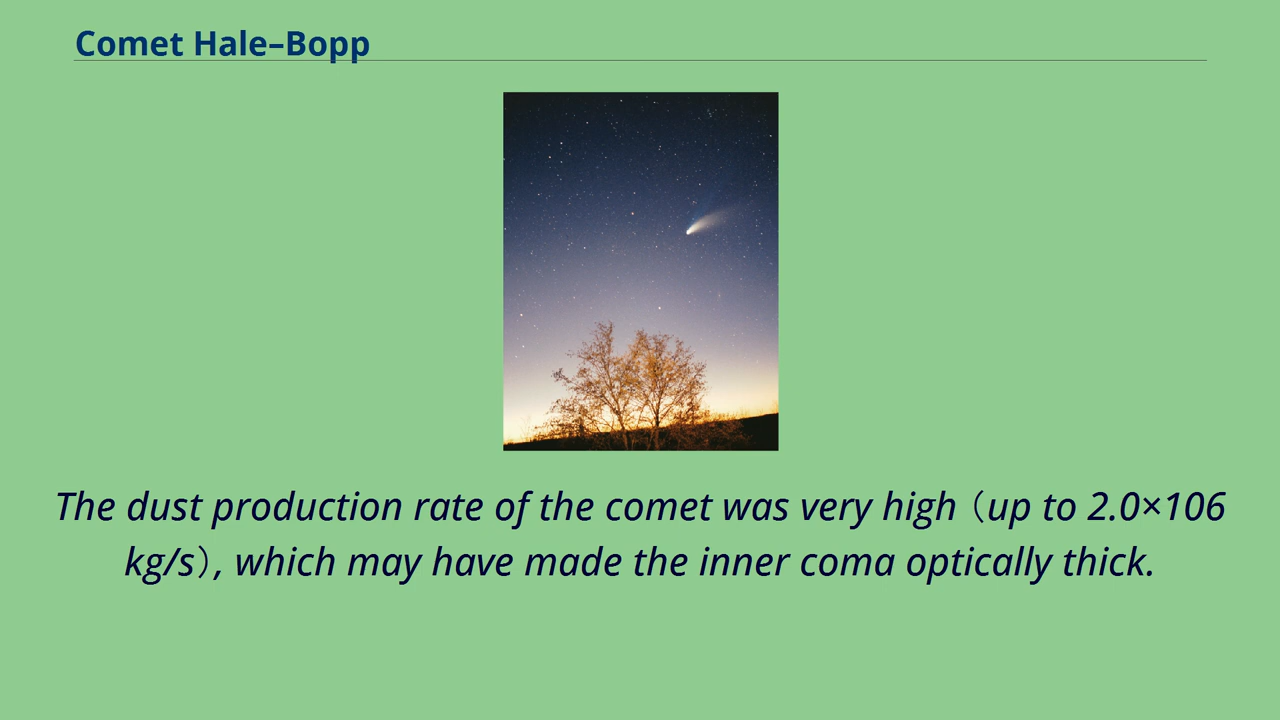 Comet Hale–Bopp
The dust production rate of the comet was very high（up to 2.0×106
kg/s）, which may have made the inner coma optically thick.